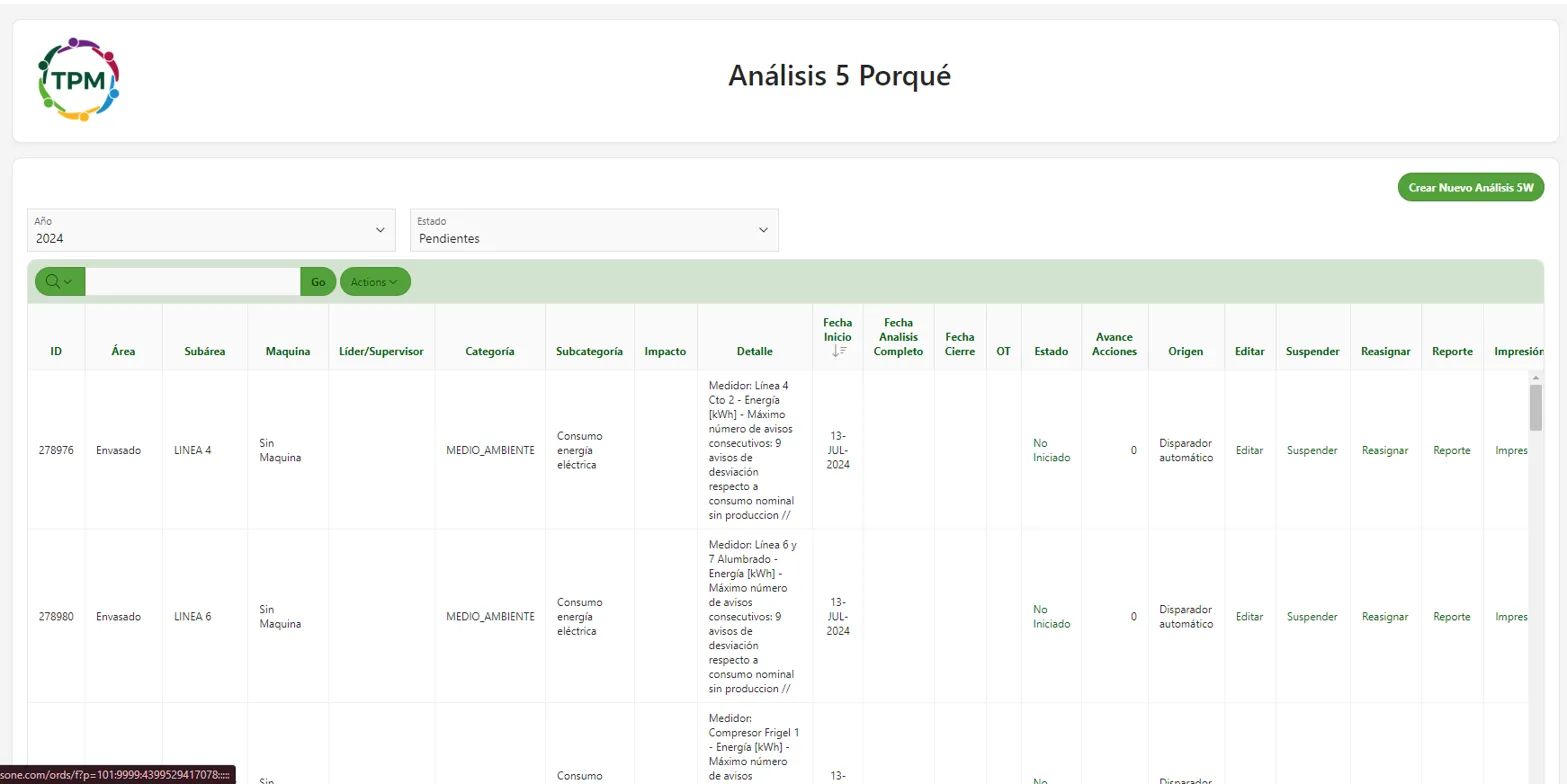 TPM
Análisis 5 Porqué
Crear Nuevo Análisis 5W
Año
2024
Estado
Pendientes
Go
Actions
ID
Área
Subárea
Maquina
Líder/Supervisor
Categoría
Subcategoría
Impacto
Detalle
Fecha
Inicio
Fecha
Analisis
Completo
Fecha
Cierre
OT
Estado
Avance
Acciones
Origen
Editar
Suspender
Reasignar
Reporte
Impresión
278976
Envasado
LINEA 4
Sin
Maquina
MEDIO_AMBIENTE
Consumo
energía
eléctrica
Medidor: Línea 4
Cto 2 - Energía
[kWh] - Máximo
número de avisos
consecutivos: 9
avisos de
desviación
respecto a
consumo nominal
sin produccion //
13-
JUL-
2024
No
Iniciado
0
Disparador
automático
Editar
Suspender
Reasignar
Reporte
Impres
278980
Envasado
LINEA 6
Sin
Maquina
MEDIO_AMBIENTE
Consumo
energía
eléctrica
Medidor: Línea 6 y
7 Alumbrado -
Energía [kWh] -
Máximo número
de avisos
consecutivos: 9
avisos de
desviación
respecto a
consumo nominal
sin produccion //
13-
JUL-
2024
No
Iniciado
0
Disparador
automático
Editar
Suspender
Reasignar
Reporte
Impres
Sin
Consumo
Medidor:
Compresor Frigel 1
- Energía [kWh] -
Máximo número
de avisos
13-
No
Disparador
sone.com/ords/f?p=101:9999:4399529417078:::::